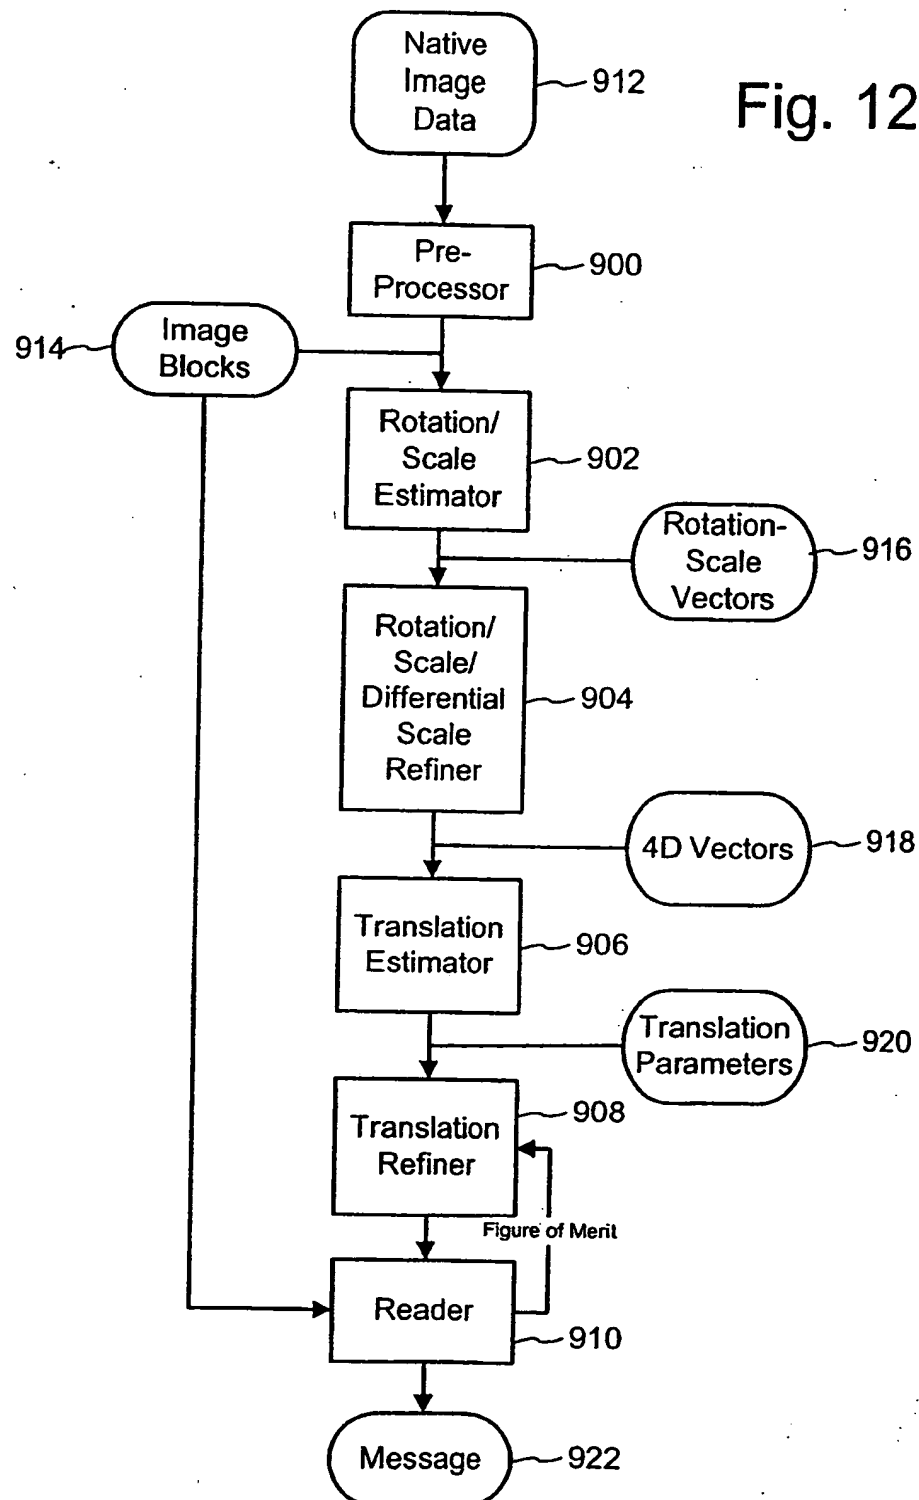 Native
Image
Data
912
Fig. 12
Pre-
Processor
900
914
Image
Blocks
Rotation/
Scale
Estimator
902
Rotation-
Scale
Vectors
916
Rotation/
Scale/
Differential
Scale
Refiner
904
4D Vectors
918
Translation
Estimator
906
Translation
Parameters
920
Translation
Refiner
908
Figure of Merit
Reader
910
Message
922